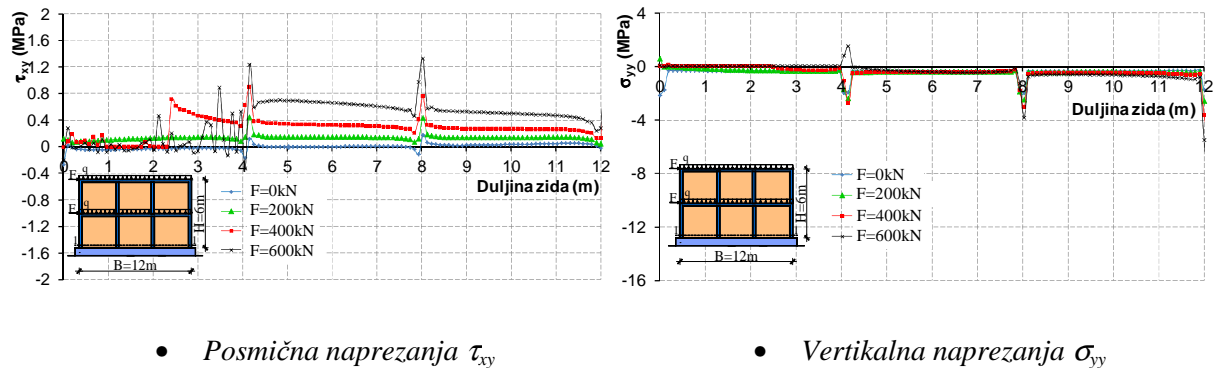 τxy (MPa)
2
1.6
1.2
0.8
0.4
0
-0.4
-0.8
-1.2
-1.6
-2
0 1 2 3 4 5 6 7 8 9 10 11 12
Duljina zida (m)
F q
F q
H=6m
B=12m
F=0kN
F=200kN
F=400kN
F=600kN
σyy (MPa)
4
0
-4
-8
-12
-16
0 1 2 3 4 5 6 7 8 9 10 11 12
Duljina zida (m)
F q
F q
H=6m
B=12m
F=0kN
F=200kN
F=400kN
F=600kN
• Posmična naprezanja τxy
• Vertikalna naprezanja σyy